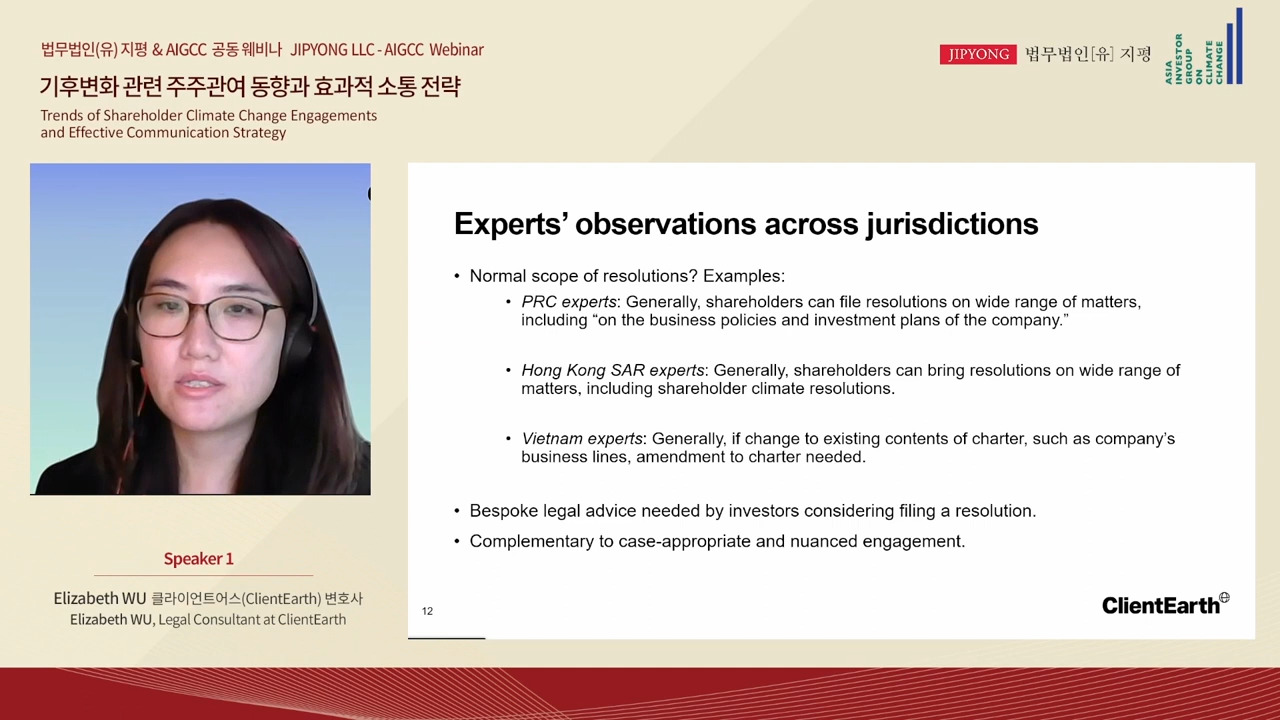 법무법인(유) 지평 & AIGCC 공동 웨비나 JIPYONG LLC - AIGCC Webinar
기후변화 관련 주주관여 동향과 효과적 소통 전략
Trends of Shareholder Climate Change Engagements
and Effective Communication Strategy
JIPYONG 법무법인[유] 지평
ASIA
INVESTOR
GROUP
ON
CLIMATE
CHANGE
Experts’ observations across jurisdictions
• Normal scope of resolutions? Examples:
• PRC experts: Generally, shareholders can file resolutions on wide range of matters,
including “on the business policies and investment plans of the company.”
• Hong Kong SAR experts: Generally, shareholders can bring resolutions on wide range of
matters, including shareholder climate resolutions.
• Vietnam experts: Generally, if change to existing contents of charter, such as company’s
business lines, amendment to charter needed.
• Bespoke legal advice needed by investors considering filing a resolution.
• Complementary to case-appropriate and nuanced engagement.
12
ClientEarth
Speaker 1
Elizabeth WU 클라이언트어스(ClientEarth) 변호사
Elizabeth WU, Legal Consultant at ClientEarth